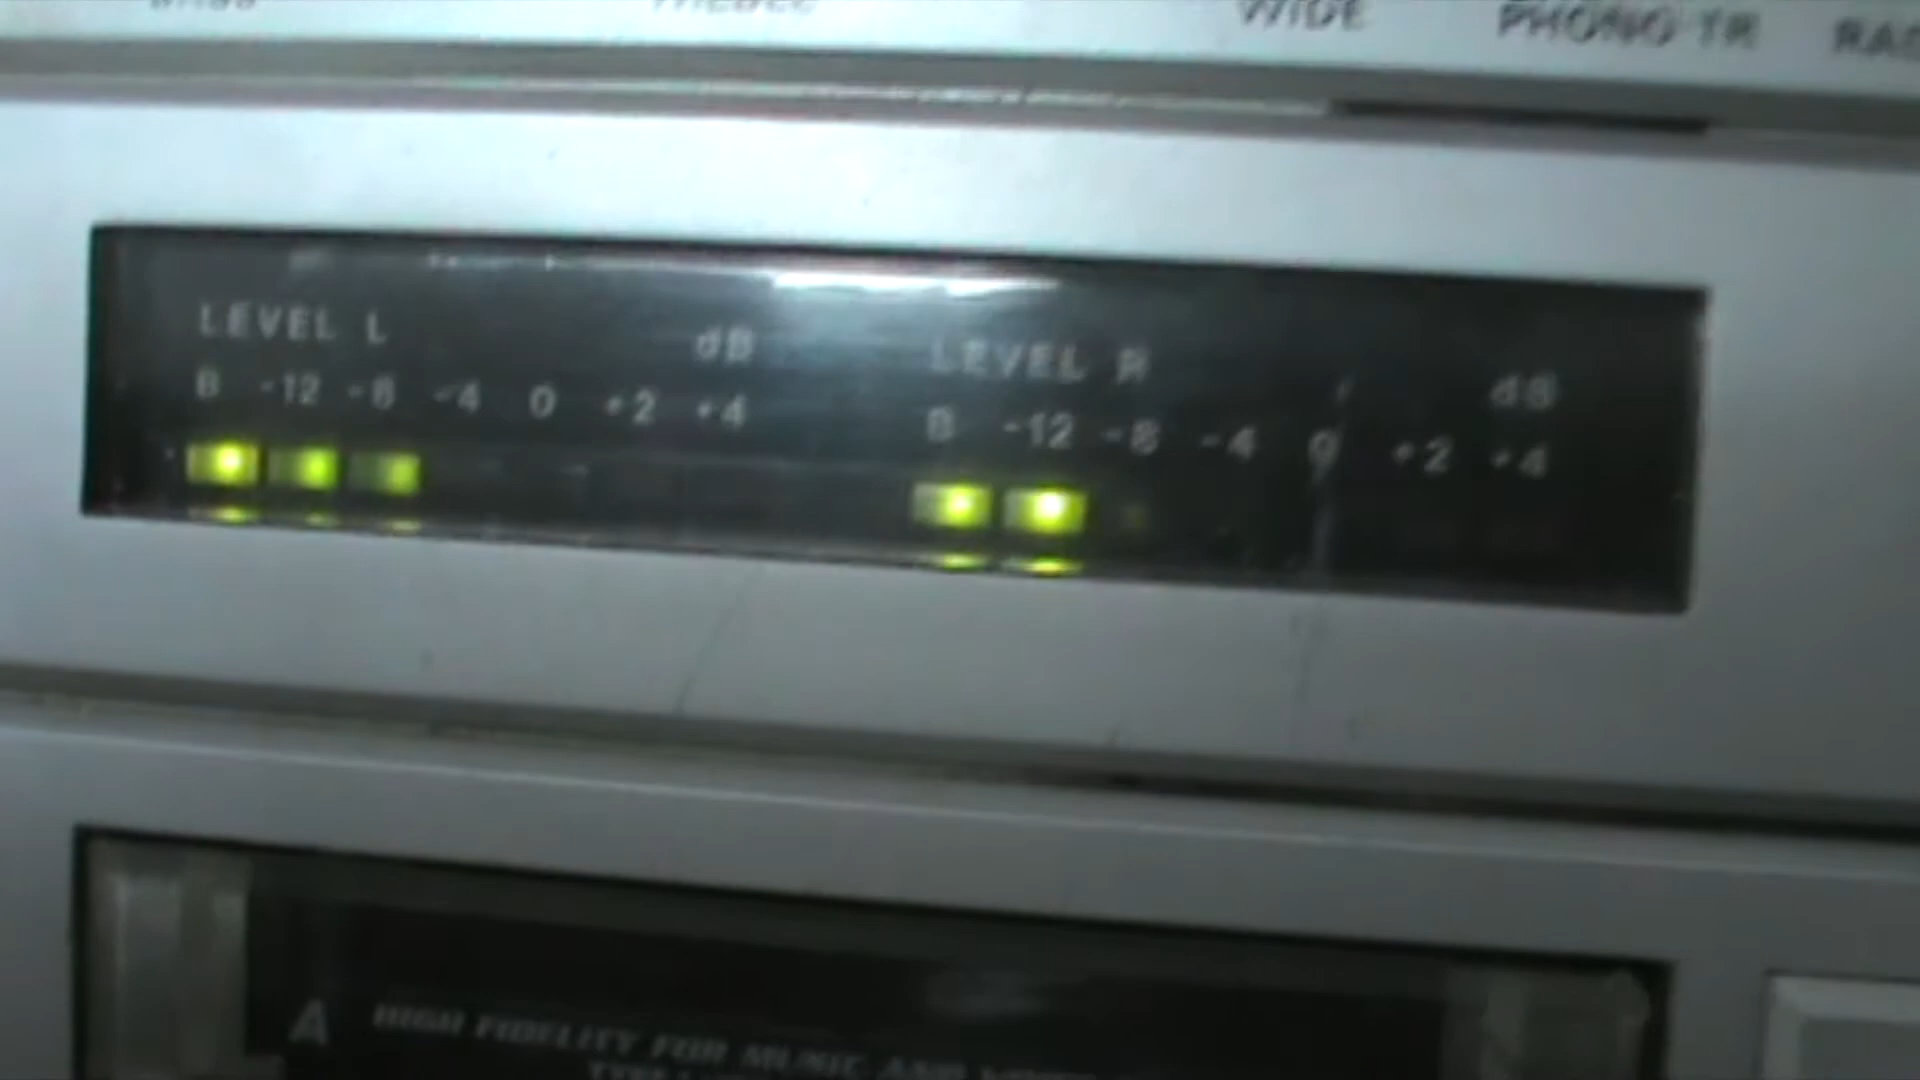 WIDE PHONO TR
LEVEL L dB
B -12 -8 -4 0 +2 +4
LEVEL R dB
B -12 -8 -4 0 +2 +4
A HIGH FIDELITY FOR MUSIC AND